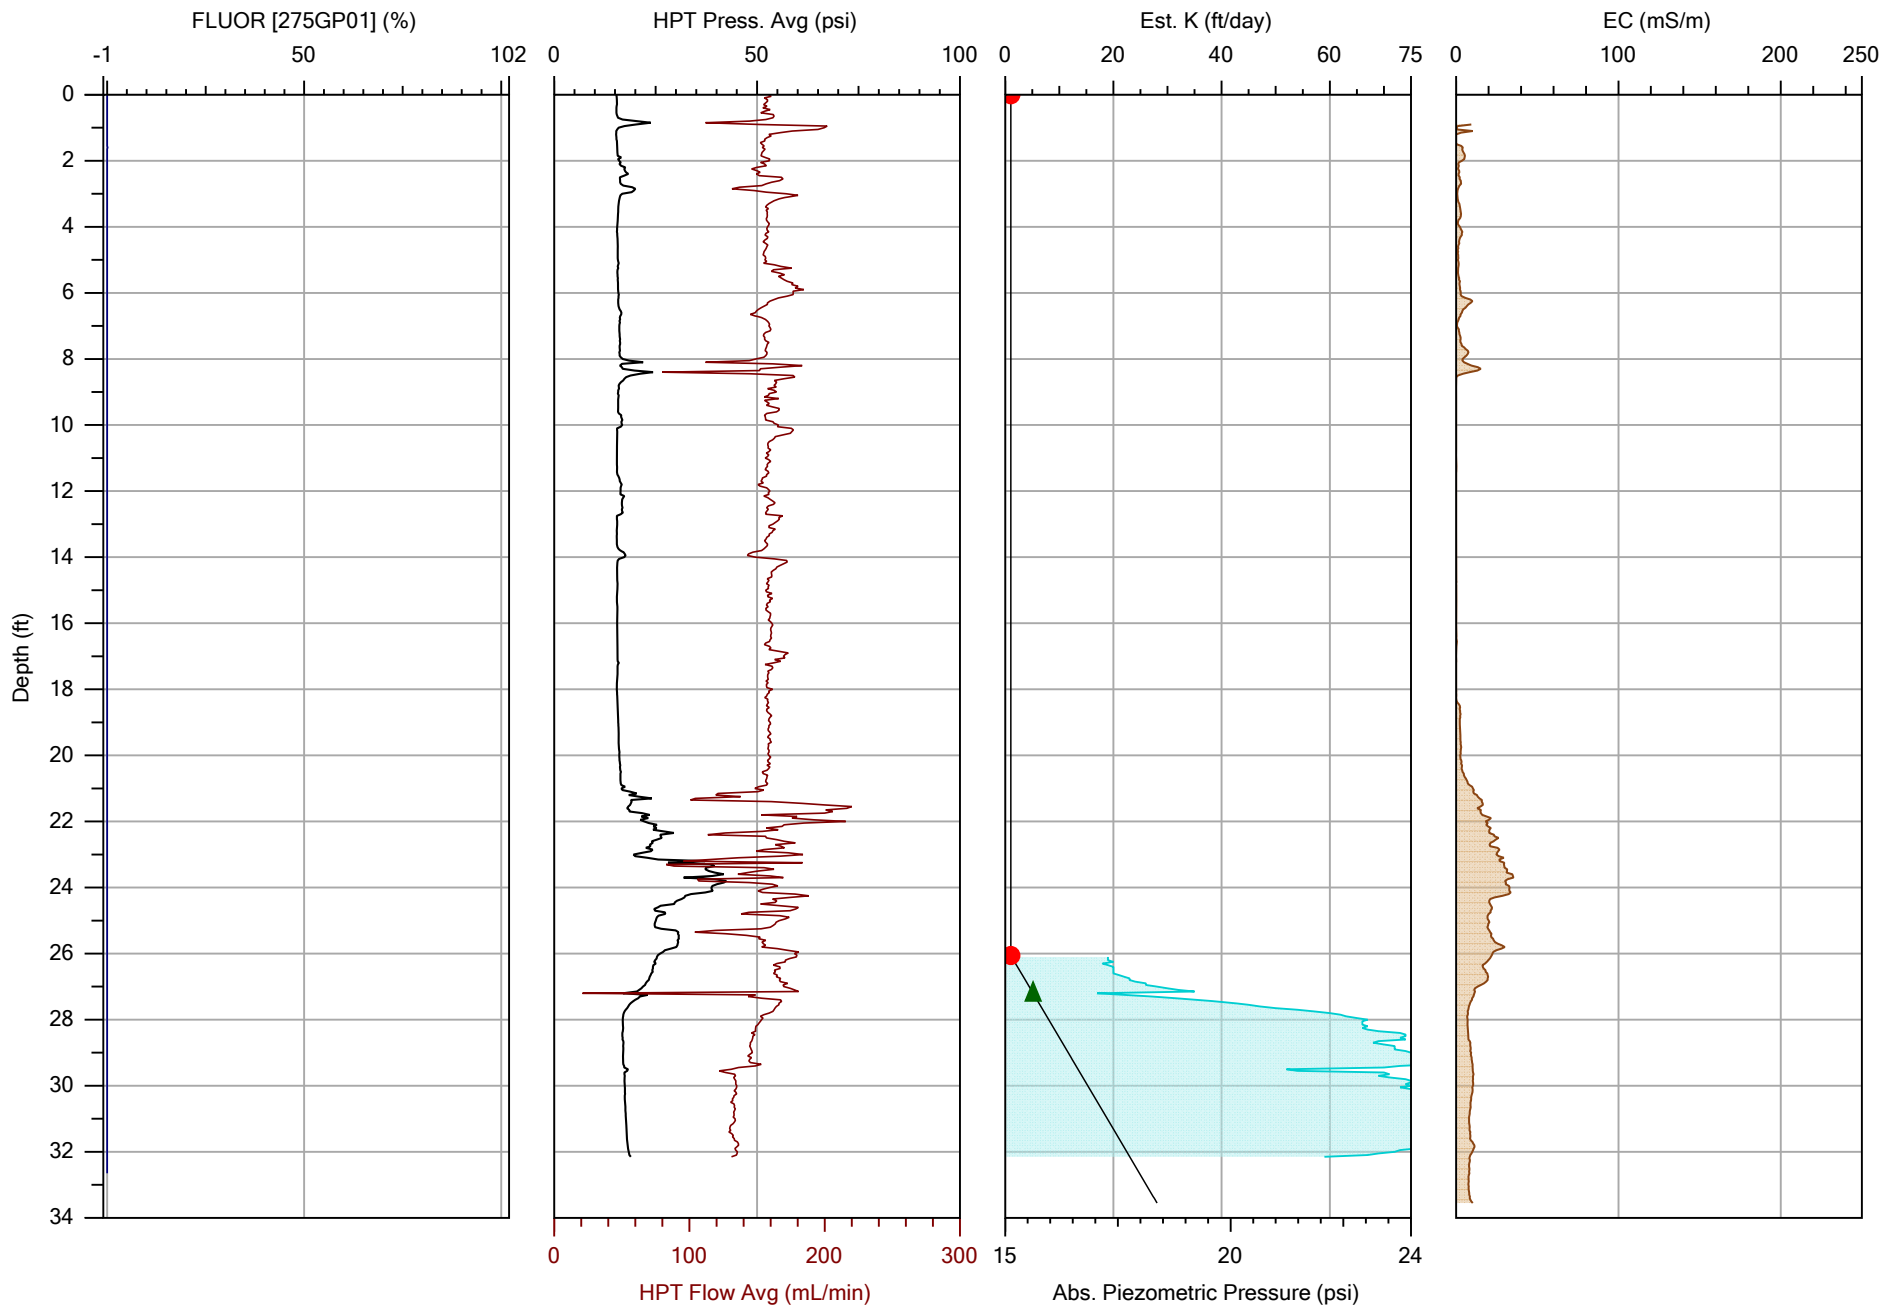 FLUOR [275GP01] (%)
HPT Press. Avg (psi)
Est. K (ft/day)
EC (mS/m)
-1 50 102
0 50 100
0 20 40 60 75
0 100 200 250
0
2
4
6
8
10
12
14
16
18
20
22
24
26
28
30
32
34
Depth (ft)
0 100 200 300
15 20 24
HPT Flow Avg (mL/min)
Abs. Piezometric Pressure (psi)